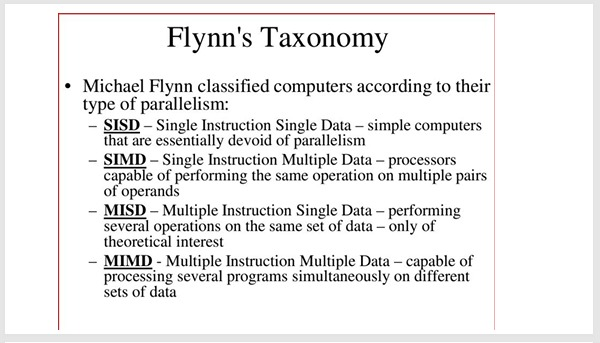 Flynn's Taxonomy
• Michael Flynn classified computers according to their
type of parallelism:
– SISD – Single Instruction Single Data – simple computers
that are essentially devoid of parallelism
– SIMD – Single Instruction Multiple Data – processors
capable of performing the same operation on multiple pairs
of operands
– MISD – Multiple Instruction Single Data – performing
several operations on the same set of data – only of
theoretical interest
– MIMD - Multiple Instruction Multiple Data – capable of
processing several programs simultaneously on different
sets of data